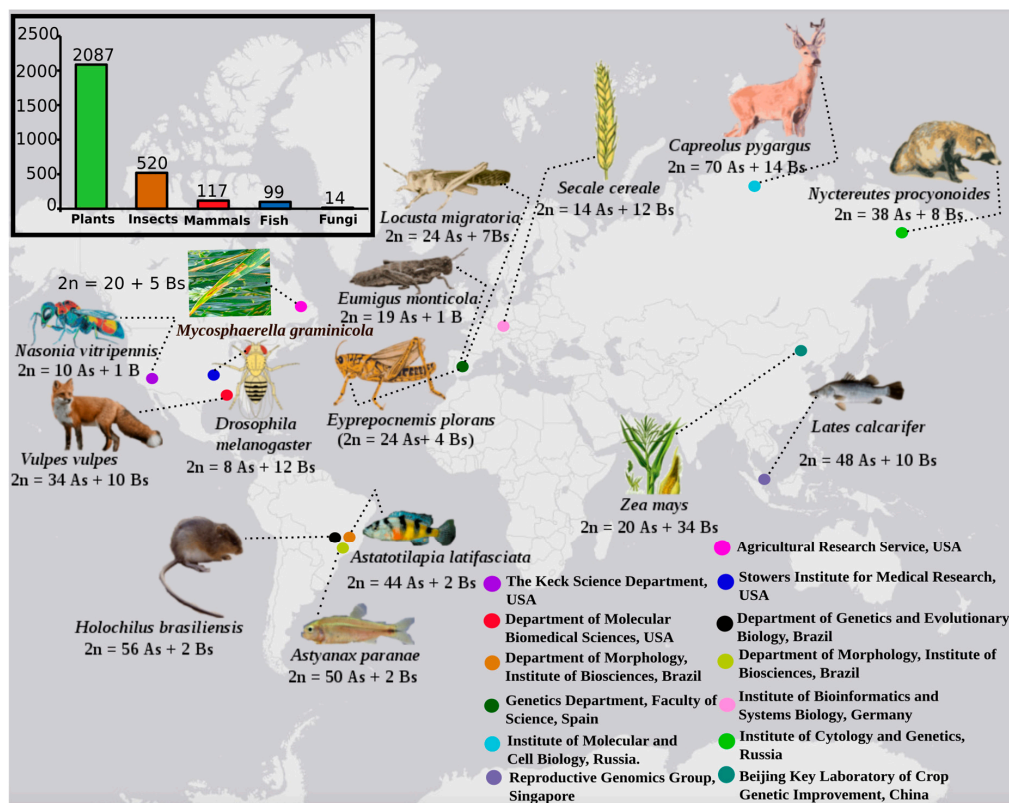 2500
2000
1500
1000
500
0
2087
520
117
99
14
Plants
Insects
Mammals
Fish
Fungi
Capreolus pygargus
2n = 70 As + 14 Bs
Nyctereutes procyonoides
2n = 38 As + 8 Bs
Secale cereale
2n = 14 As + 12 Bs
Locusta migratoria
2n = 24 As + 7Bs
2n = 20 + 5 Bs
Mycosphaerella graminicola
Eumigus monticola
2n = 19 As + 1 B
Nasonia vitripennis
2n = 10 As + 1 B
Eyprepocnemis plorans
(2n = 24 As+ 4 Bs)
Drosophila
melanogaster
2n = 8 As + 12 Bs
Vulpes vulpes
2n = 34 As + 10 Bs
Lates calcarifer
2n = 48 As + 10 Bs
Zea mays
2n = 20 As + 34 Bs
Astatotilapia latifasciata
2n = 44 As + 2 Bs
Holochilus brasiliensis
2n = 56 As + 2 Bs
Astyanax paranae
2n = 50 As + 2 Bs
The Keck Science Department,
USA
Department of Molecular
Biomedical Sciences, USA
Department of Morphology,
Institute of Biosciences, Brazil
Genetics Department, Faculty of
Science, Spain
Institute of Molecular and
Cell Biology, Russia.
Reproductive Genomics Group,
Singapore
Agricultural Research Service, USA
Stowers Institute for Medical Research,
USA
Department of Genetics and Evolutionary
Biology, Brazil
Department of Morphology, Institute of
Biosciences, Brazil
Institute of Bioinformatics and
Systems Biology, Germany
Institute of Cytology and Genetics,
Russia
Beijing Key Laboratory of Crop
Genetic Improvement, China